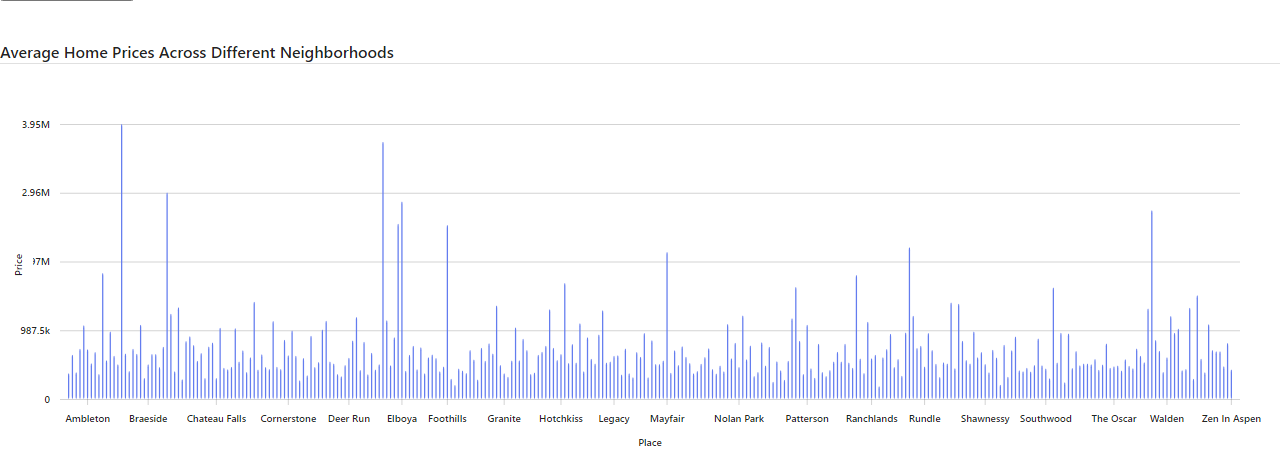 Average Home Prices Across Different Neighborhoods
3.95M
2.96M
97M
987.5k
0
Price
Ambleton Braeside Chateau Falls Cornerstone Deer Run Elboya Foothills Granite Hotchkiss Legacy Mayfair Nolan Park Patterson Ranchlands Rundle Shawnessy Southwood The Oscar Walden Zen In Aspen
Place